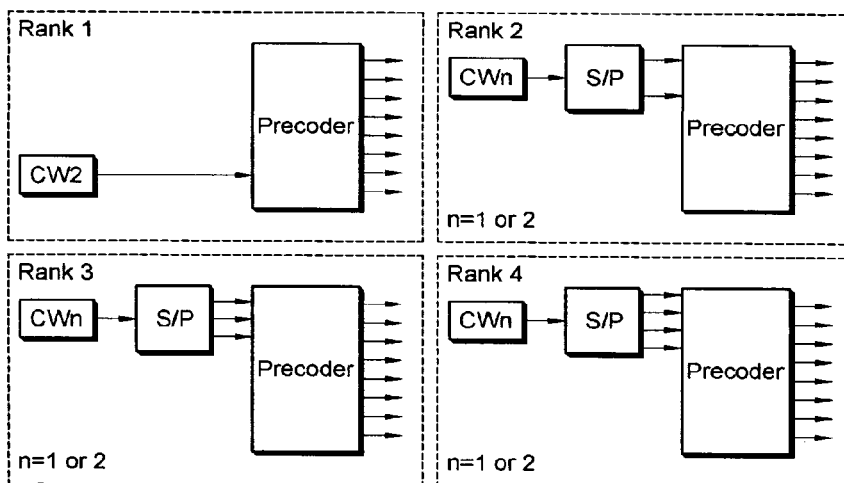 Rank 1
Precoder
CW2
Rank 2
CWn
S/P
Precoder
n=1 or 2
Rank 3
CWn
S/P
Precoder
n=1 or 2
Rank 4
CWn
S/P
Precoder
n=1 or 2